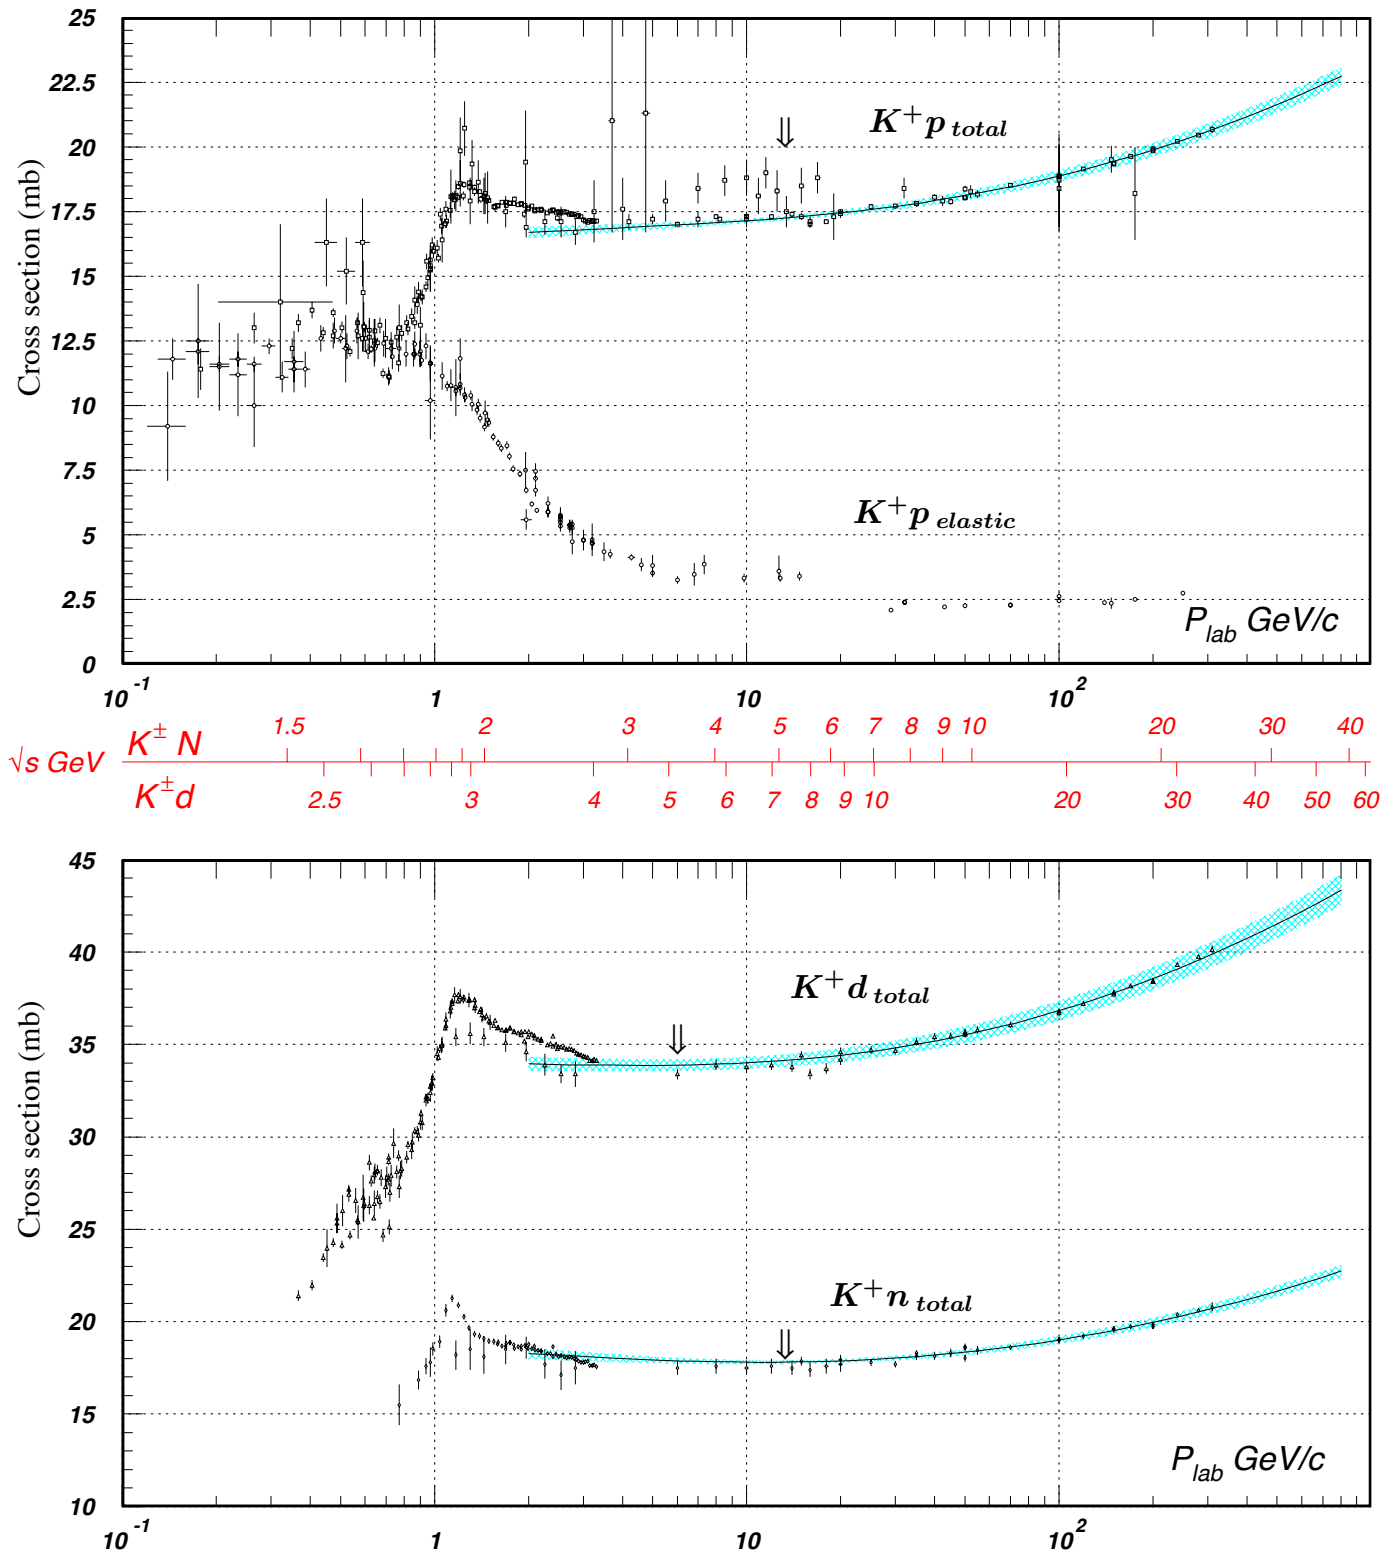 25
22.5
20
17.5
15
12.5
10
7.5
5
2.5
0
Cross section (mb)
K⁺p total
⇓
K⁺p elastic
P_lab GeV/c
10⁻¹ 1 10 10²
1.5 2 3 4 5 6 7 8 9 10 20 30 40
K± N
√s GeV
K±d
2.5 3 4 5 6 7 8 9 10 20 30 40 50 60
45
40
35
30
25
20
15
10
Cross section (mb)
K⁺d total
⇓
K⁺n total
⇓
P_lab GeV/c
10⁻¹ 1 10 10²